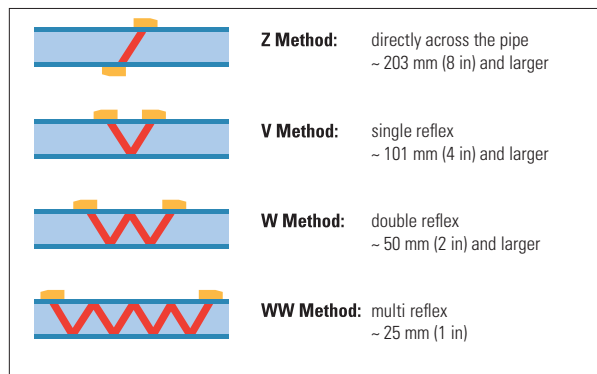 Z Method: directly across the pipe
~ 203 mm (8 in) and larger
V Method: single reflex
~ 101 mm (4 in) and larger
W Method: double reflex
~ 50 mm (2 in) and larger
WW Method: multi reflex
~ 25 mm (1 in)